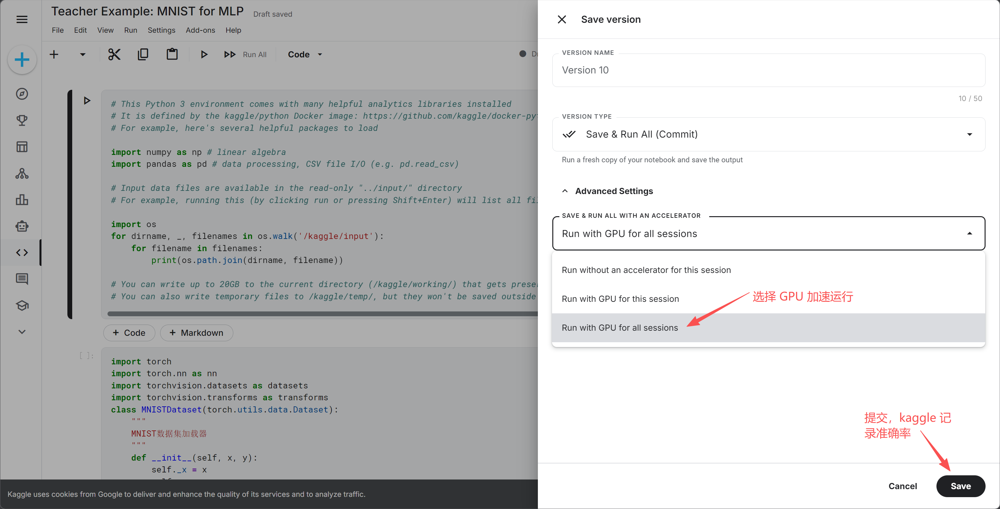 Teacher Example: MNIST for MLP
Draft saved
File Edit View Run Settings Add-ons Help
Run All
Code
# This Python 3 environment comes with many helpful analytics libraries installed
# It is defined by the kaggle/python Docker image: https://github.com/kaggle/docker-pyt
# For example, here's several helpful packages to load
import numpy as np # linear algebra
import pandas as pd # data processing, CSV file I/O (e.g. pd.read_csv)
# Input data files are available in the read-only "../input/" directory
# For example, running this (by clicking run or pressing Shift+Enter) will list all fil
import os
for dirname, _, filenames in os.walk('/kaggle/input'):
    for filename in filenames:
        print(os.path.join(dirname, filename))
# You can write up to 20GB to the current directory (/kaggle/working/) that gets prese
# You can also write temporary files to /kaggle/temp/, but they won't be saved outside
+ Code
+ Markdown
[ ]:
import torch
import torch.nn as nn
import torchvision.datasets as datasets
import torchvision.transforms as transforms
class MNISTDataset(torch.utils.data.Dataset):
    """
    MNIST数据集加载器
    """
    def __init__(self, x, y):
        self._x = x
Kaggle uses cookies from Google to deliver and enhance the quality of its services and to analyze traffic.
Save version
VERSION NAME
Version 10
10 / 50
VERSION TYPE
Save & Run All (Commit)
Run a fresh copy of your notebook and save the output
Advanced Settings
SAVE & RUN ALL WITH AN ACCELERATOR
Run with GPU for all sessions
Run without an accelerator for this session
Run with GPU for this session
选择 GPU 加速运行
Run with GPU for all sessions
提交，kaggle 记
录准确率
Cancel
Save